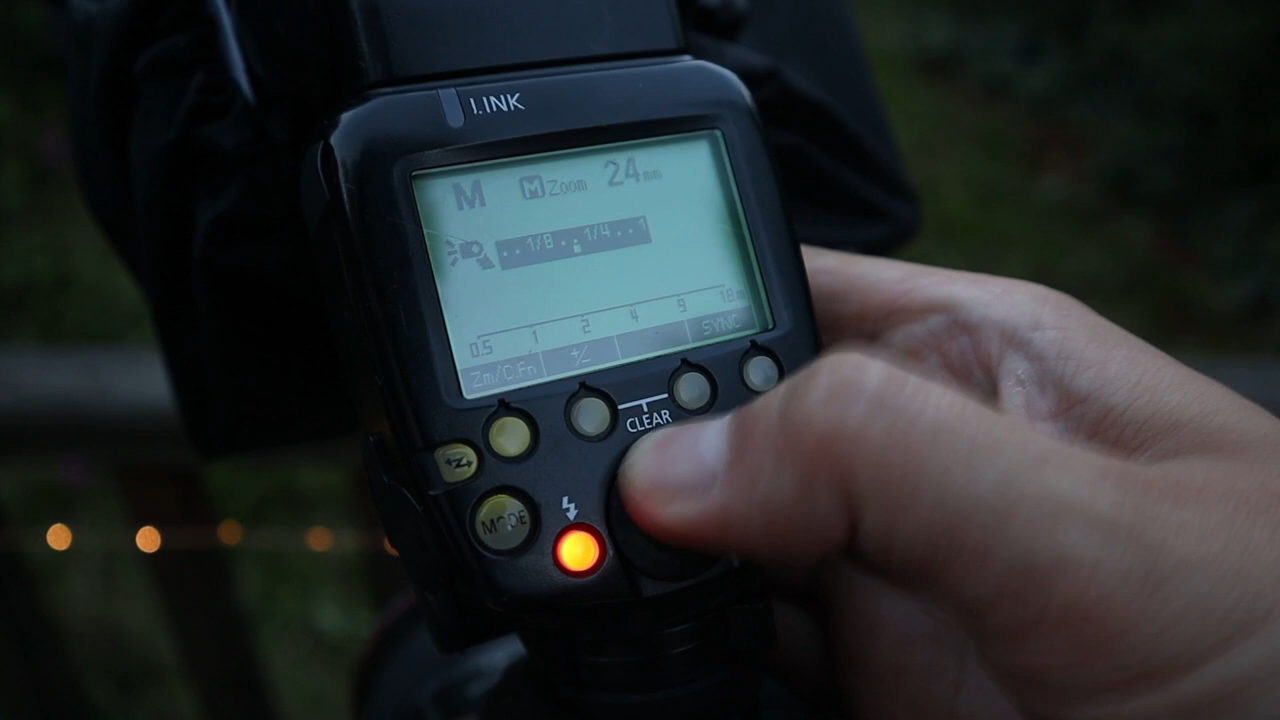 LINK
M M Zoom 24mm
1/8 1/4 1
0.5 1 2 4 9 18m
Zm/C.Fn +/- SYNC
CLEAR
MODE